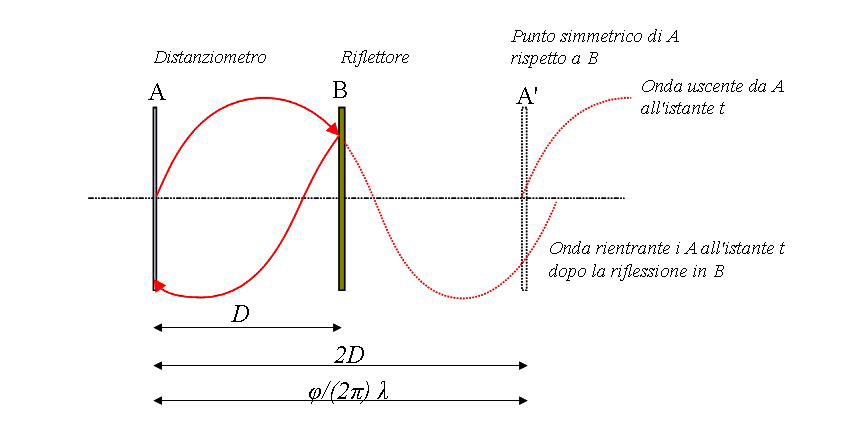 Punto simmetrico di A
rispetto a B
Distanziometro
Riflettore
Onda uscente da A
all'istante t
A
B
A'
Onda rientrante i A all'istante t
dopo la riflessione in B
D
2D
φ/(2π) λ